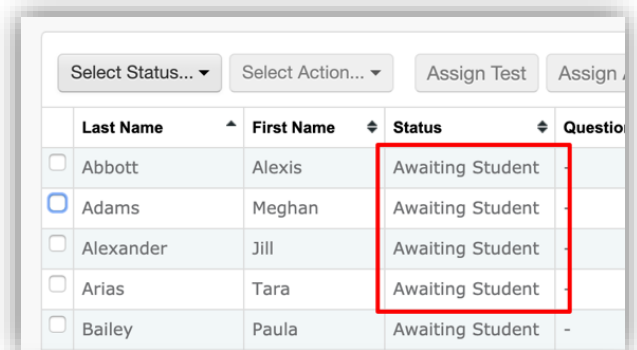 Select Status... Select Action... Assign Test Assign
Last Name First Name Status
Abbott Alexis Awaiting Student -
Adams Meghan Awaiting Student -
Alexander Jill Awaiting Student -
Arias Tara Awaiting Student -
Bailey Paula Awaiting Student -